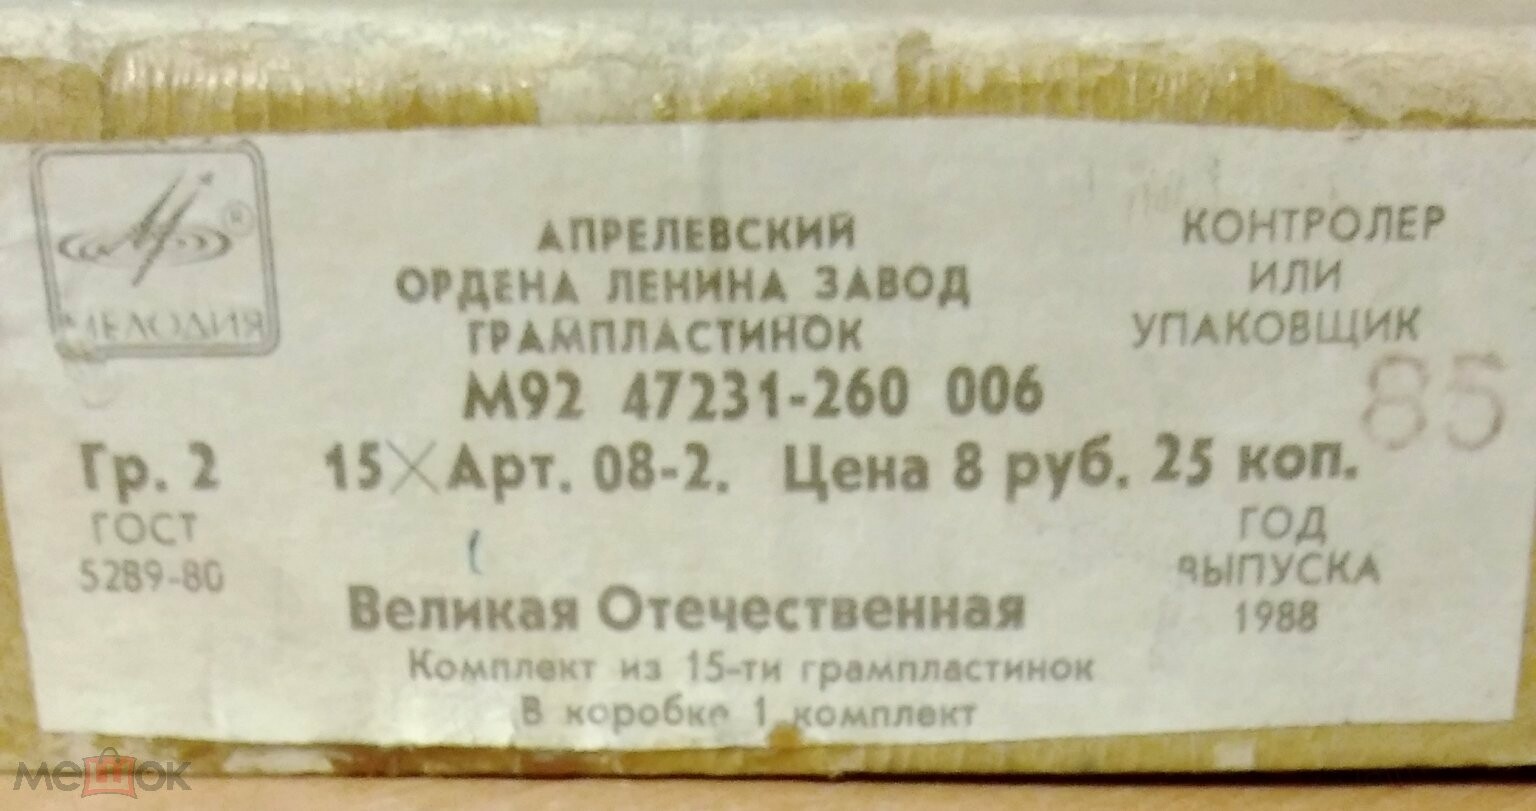 МЕЛОДИЯ
®
АПРЕЛЕВСКИЙ
ОРДЕНА ЛЕНИНА ЗАВОД
ГРАМПЛАСТИНОК
М92 47231-260 006
КОНТРОЛЕР
ИЛИ
УПАКОВЩИК
85
Гр. 2 15×Арт. 08-2. Цена 8 руб. 25 коп.
ГОСТ
5289-80
ГОД
ВЫПУСКА
1988
Великая Отечественная
Комплект из 15-ти грампластинок
В коробке 1 комплект
мешок